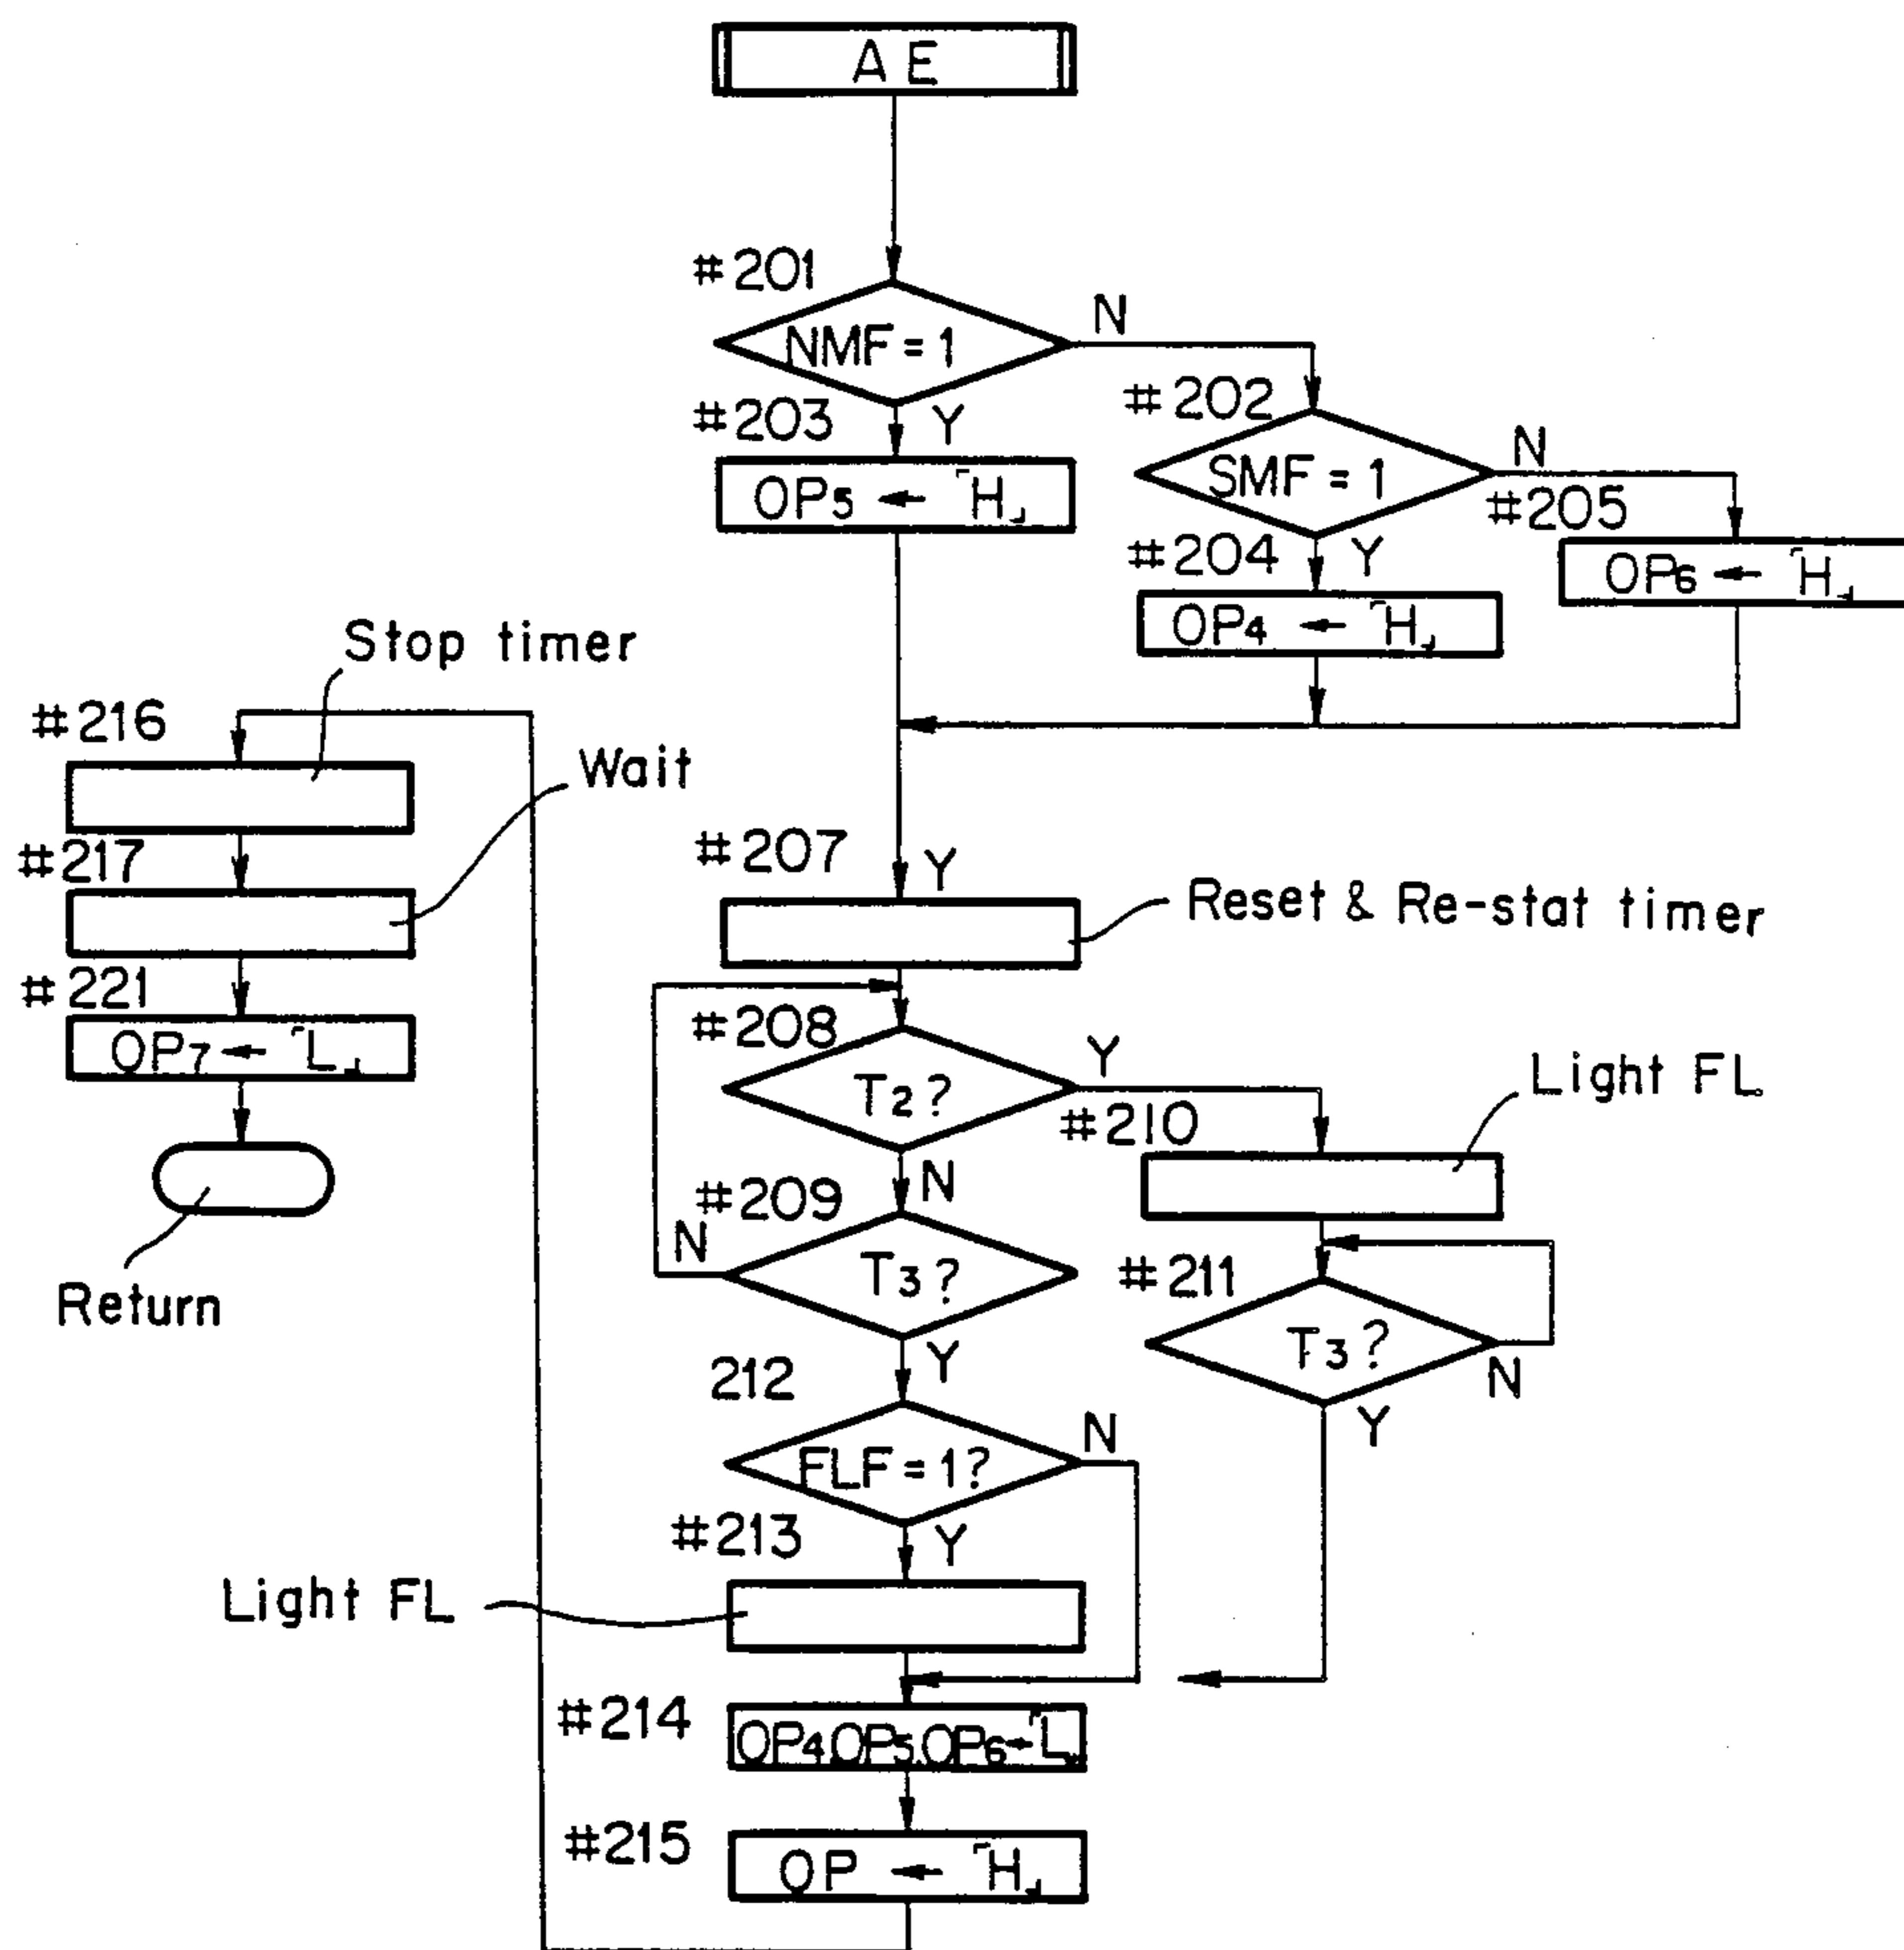 AE
#201
NMF = 1
N
#203
Y
OP5 ← 「H」
#202
SMF = 1
N
#205
#204
Y
OP4 ← 「H」
OP6 ← 「H」
Stop timer
#216
Wait
#217
#221
OP7 ← 「L」
Return
#207
Y
Reset & Re-stat timer
#208
T2?
Y
#210
Light FL
N
#209
N
T3?
Y
#211
T3?
N
Y
212
FLF = 1?
N
#213
Y
Light FL
#214
OP4.OP5.OP6←「L」
#215
OP ← 「H」